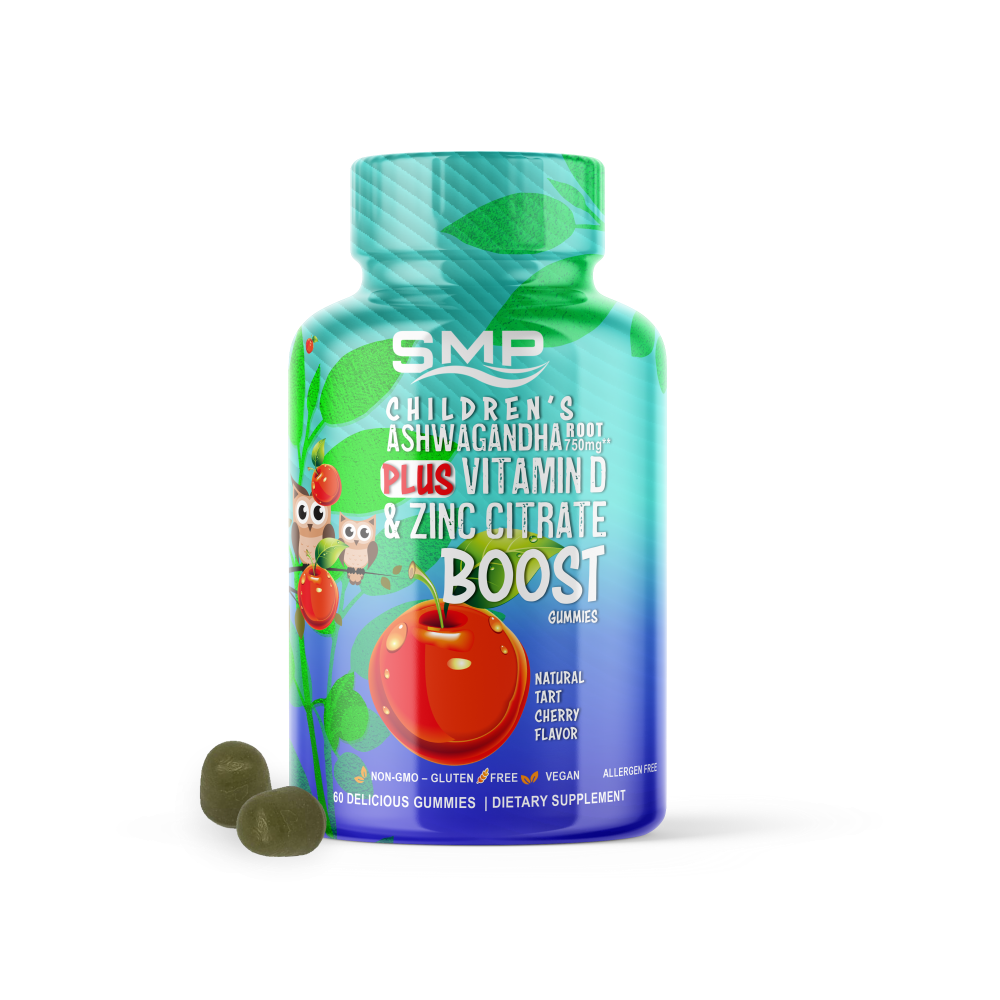 SMP
CHILDREN'S
ASHWAGANDHA ROOT 750mg**
PLUS VITAMIN D
& ZINC CITRATE
BOOST
GUMMIES
NATURAL
TART
CHERRY
FLAVOR
NON-GMO – GLUTEN FREE VEGAN ALLERGEN FREE
60 DELICIOUS GUMMIES | DIETARY SUPPLEMENT